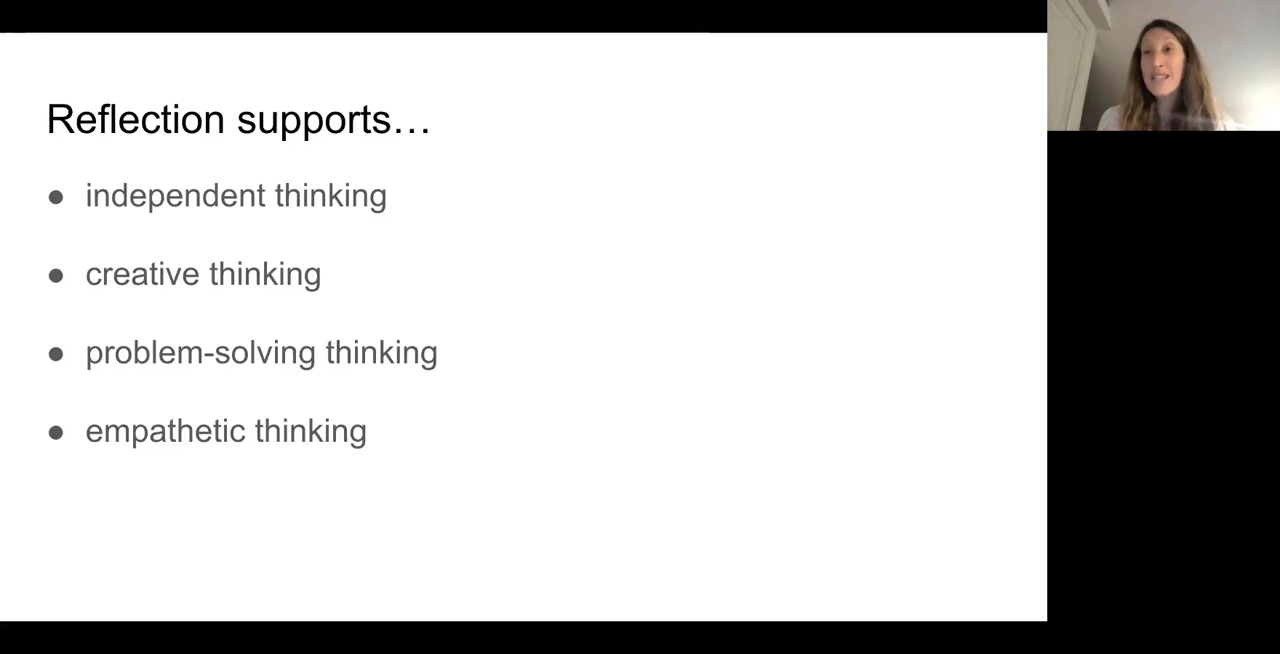 Reflection supports…
● independent thinking
● creative thinking
● problem-solving thinking
● empathetic thinking